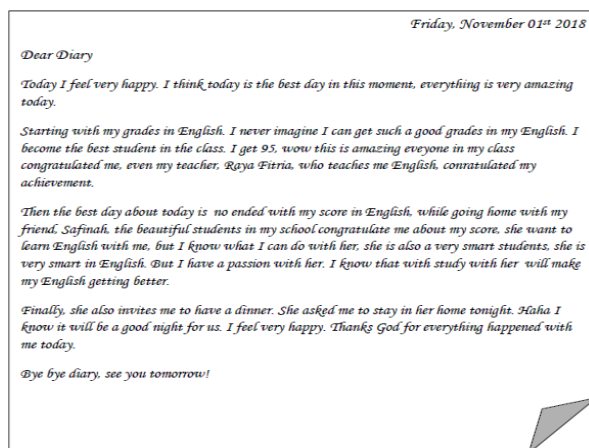 Friday, November 01st 2018
Dear Diary
Today I feel very happy. I think today is the best day in this moment, everything is very amazing
today.
Starting with my grades in English. I never imagine I can get such a good grades in my English. I
become the best student in the class. I get 95, wow this is amazing eveyone in my class
congratulated me, even my teacher, Raya Fitria, who teaches me English, conratulated my
achievement.
Then the best day about today is no ended with my score in English, while going home with my
friend, Safinah, the beautiful students in my school congratulate me about my score, she want to
learn English with me, but I know what I can do with her, she is also a very smart students, she is
very smart in English. But I have a passion with her. I know that with study with her will make
my English getting better.
Finally, she also invites me to have a dinner. She asked me to stay in her home tonight. Haha I
know it will be a good night for us. I feel very happy. Thanks God for everything happened with
me today.
Bye bye diary, see you tomorrow!